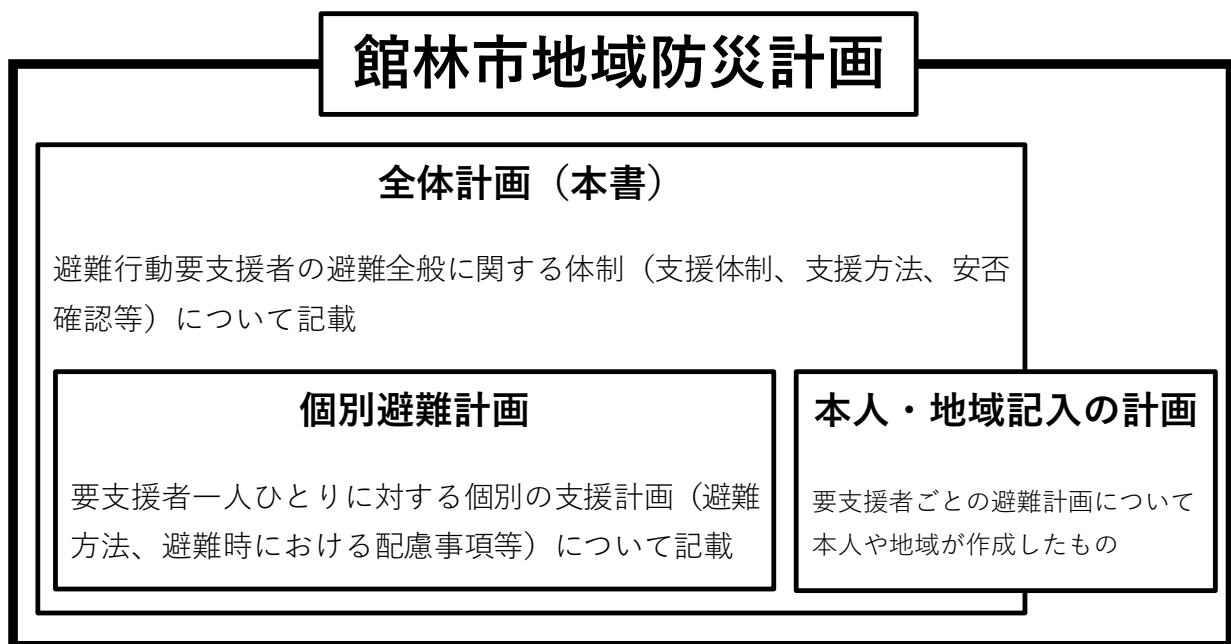 館林市地域防災計画
全体計画（本書）
避難行動要支援者の避難全般に関する体制（支援体制、支援方法、安否
確認等）について記載
個別避難計画
要支援者一人ひとりに対する個別の支援計画（避難
方法、避難時における配慮事項等）について記載
本人・地域記入の計画
要支援者ごとの避難計画について
本人や地域が作成したもの